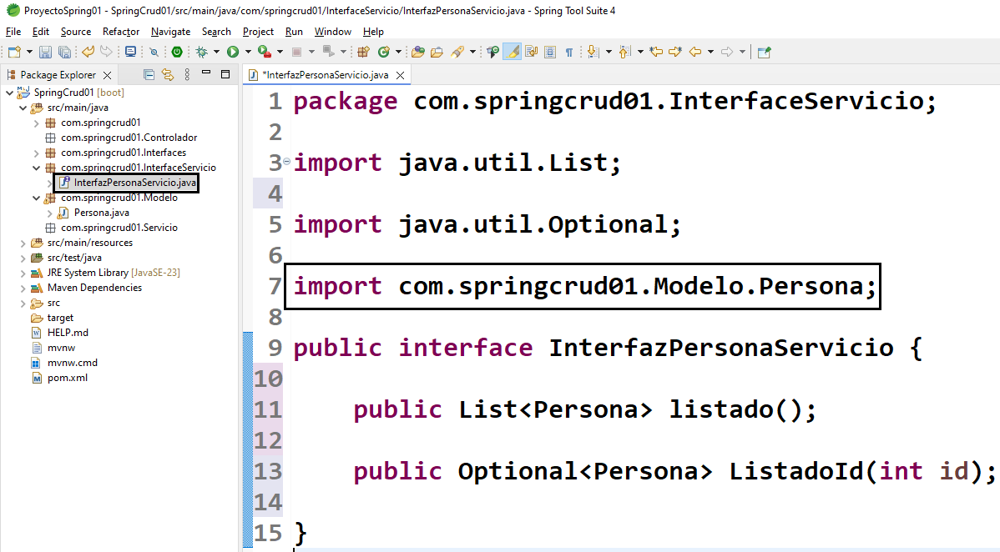 ProyectoSpring01 - SpringCrud01/src/main/java/com/springcrud01/InterfaceServicio/InterfazPersonaServicio.java - Spring Tool Suite 4
File Edit Source Refactor Navigate Search Project Run Window Help
Package Explorer
SpringCrud01 [boot]
src/main/java
com.springcrud01
com.springcrud01.Controlador
com.springcrud01.Interfaces
com.springcrud01.InterfaceServicio
InterfazPersonaServicio.java
com.springcrud01.Modelo
Persona.java
com.springcrud01.Servicio
src/main/resources
src/test/java
JRE System Library [JavaSE-23]
Maven Dependencies
src
target
HELP.md
mvnw
mvnw.cmd
pom.xml
*InterfazPersonaServicio.java
1 package com.springcrud01.InterfaceServicio;
2
3 import java.util.List;
4
5 import java.util.Optional;
6
7 import com.springcrud01.Modelo.Persona;
8
9 public interface InterfazPersonaServicio {
10
11 public List<Persona> listado();
12
13 public Optional<Persona> ListadoId(int id);
14
15 }